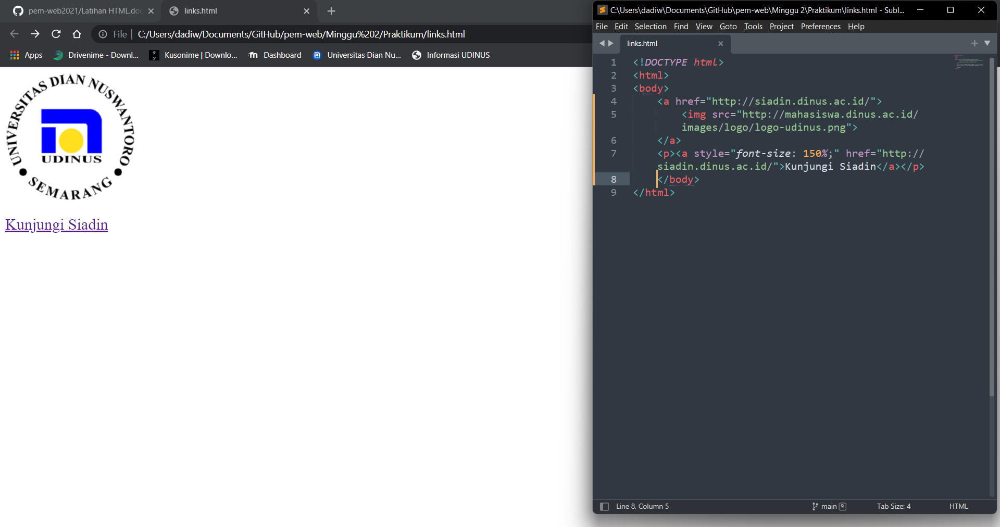 pem-web2021/Latihan HTML.doc
links.html
File
C:/Users/dadiw/Documents/GitHub/pem-web/Minggu%202/Praktikum/links.html
Apps
Drivenime - Downl...
Kusonime | Downlo...
Dashboard
Universitas Dian Nu...
Informasi UDINUS
UNIVERSITAS DIAN NUSWANTORO
UDINUS
SEMARANG
Kunjungi Siadin
C:\Users\dadiw\Documents\GitHub\pem-web\Minggu 2\Praktikum\links.html - Subl...
File Edit Selection Find View Goto Tools Project Preferences Help
links.html
1 <!DOCTYPE html>
2 <html>
3 <body>
4 <a href="http://siadin.dinus.ac.id/">
5 <img src="http://mahasiswa.dinus.ac.id/
images/logo/logo-udinus.png">
6 </a>
7 <p><a style="font-size: 150%;" href="http://
siadin.dinus.ac.id/">Kunjungi Siadin</a></p>
8 </body>
9 </html>
Line 8, Column 5
main 9
Tab Size: 4
HTML